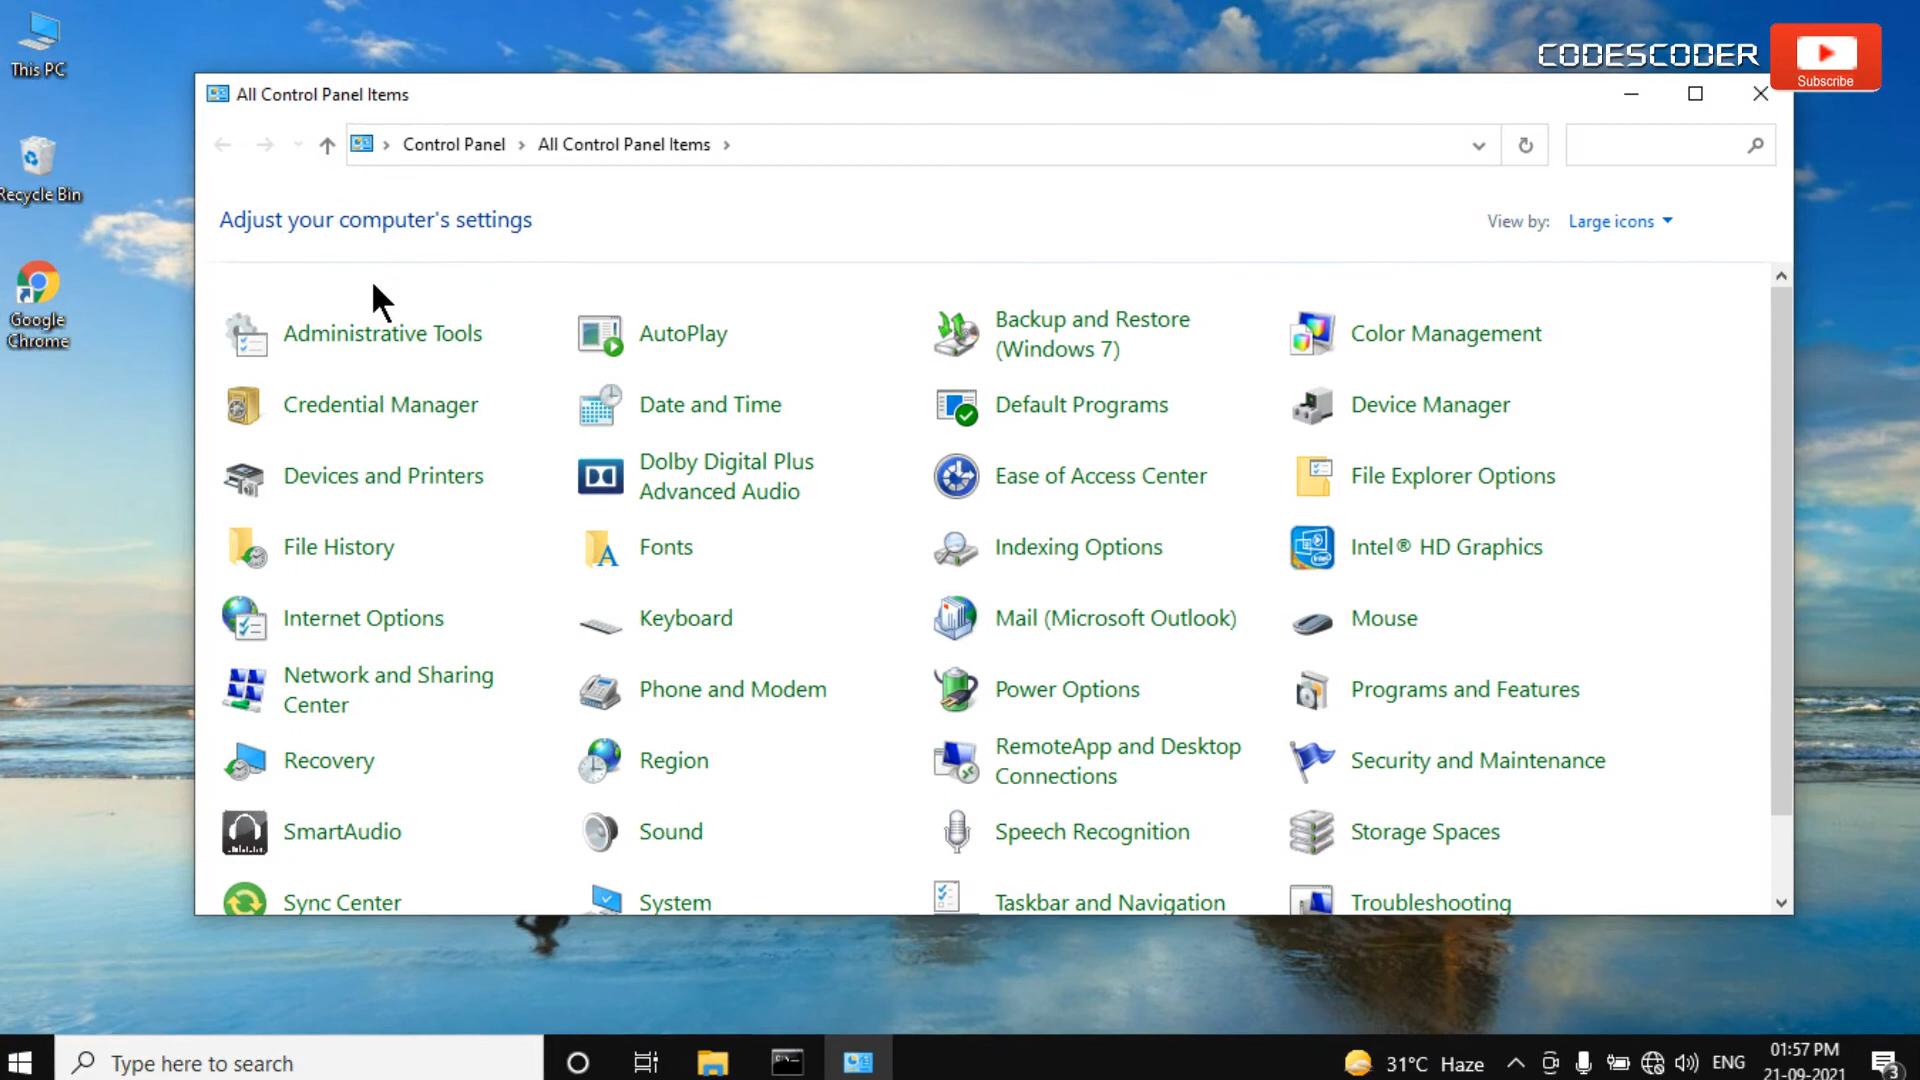 This PC
Recycle Bin
Google
Chrome
CODESCODER
Subscribe
All Control Panel Items
Control Panel
All Control Panel Items
Adjust your computer's settings
View by:
Large icons
Administrative Tools
AutoPlay
Backup and Restore
(Windows 7)
Color Management
Credential Manager
Date and Time
Default Programs
Device Manager
Devices and Printers
Dolby Digital Plus
Advanced Audio
Ease of Access Center
File Explorer Options
File History
Fonts
Indexing Options
Intel® HD Graphics
Internet Options
Keyboard
Mail (Microsoft Outlook)
Mouse
Network and Sharing
Center
Phone and Modem
Power Options
Programs and Features
Recovery
Region
RemoteApp and Desktop
Connections
Security and Maintenance
SmartAudio
Sound
Speech Recognition
Storage Spaces
Sync Center
System
Taskbar and Navigation
Troubleshooting
Type here to search
31°C Haze
ENG
01:57 PM
21-09-2021
3